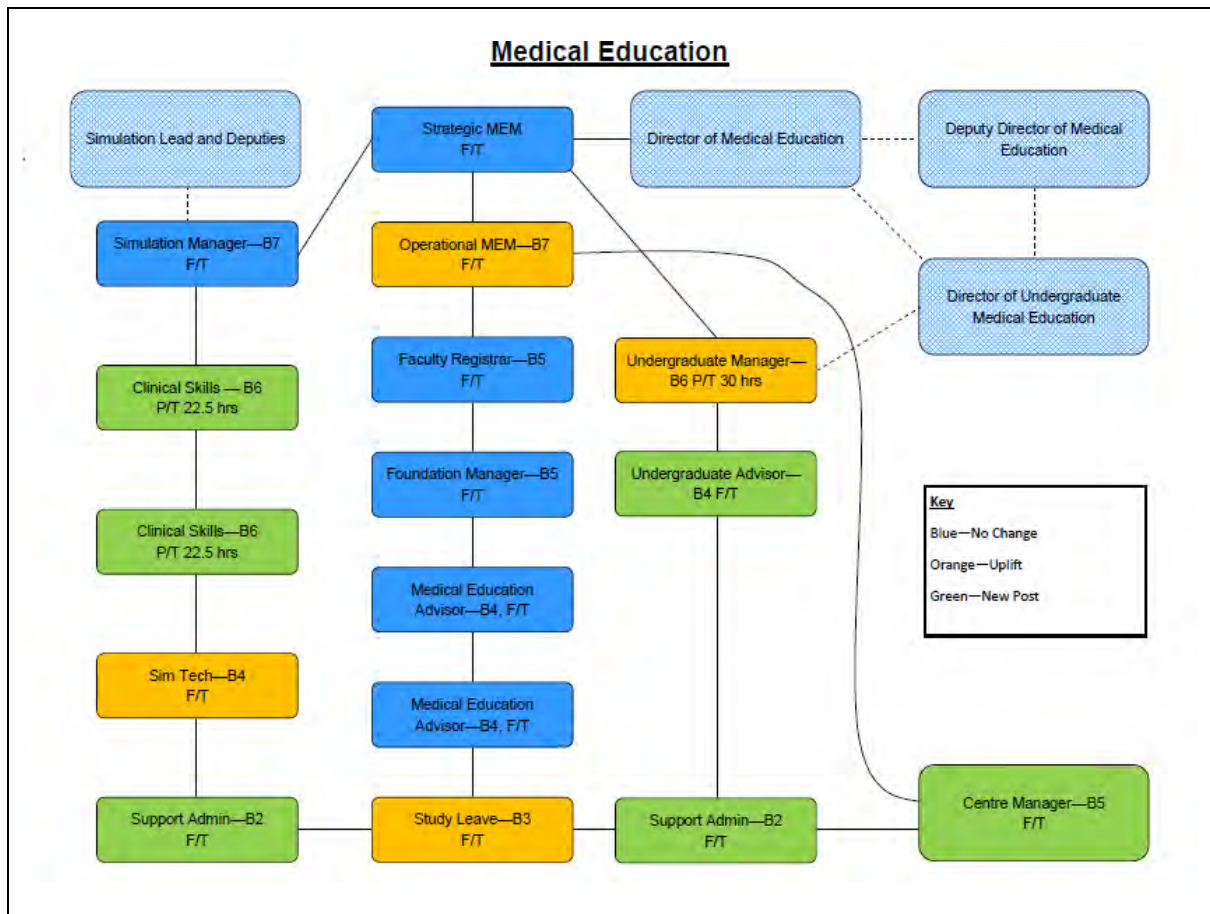 Medical Education
Simulation Lead and Deputies
Strategic MEM
F/T
Director of Medical Education
Deputy Director of Medical
Education
Simulation Manager—B7
F/T
Operational MEM—B7
F/T
Director of Undergraduate
Medical Education
Clinical Skills — B6
P/T 22.5 hrs
Faculty Registrar—B5
F/T
Undergraduate Manager—
B6 P/T 30 hrs
Clinical Skills—B6
P/T 22.5 hrs
Foundation Manager—B5
F/T
Undergraduate Advisor—
B4 F/T
Key
Blue—No Change
Orange—Uplift
Green—New Post
Medical Education
Advisor—B4, F/T
Sim Tech—B4
F/T
Medical Education
Advisor—B4, F/T
Support Admin—B2
F/T
Study Leave—B3
F/T
Support Admin—B2
F/T
Centre Manager—B5
F/T